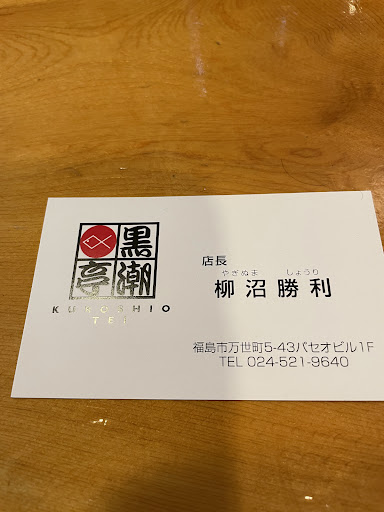 黒潮亭
KUROSHIO
TEI
店長
やぎぬま しょうり
柳沼勝利
福島市万世町5-43パセオビル1F
TEL 024-521-9640